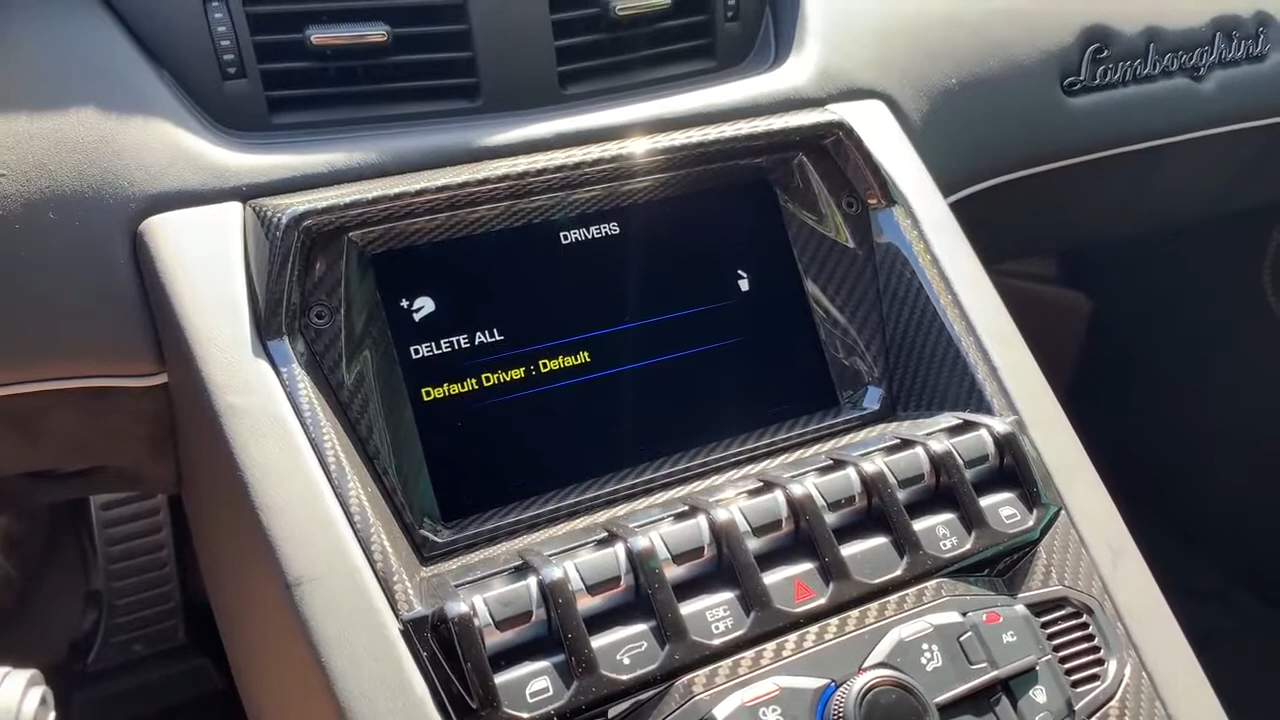 Lamborghini
DRIVERS
DELETE ALL
Default Driver : Default
A OFF
ESC OFF
AC